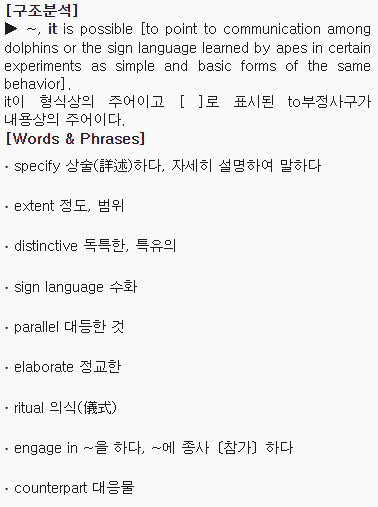 [구조분석]
▶ ~, it is possible [to point to communication among
dolphins or the sign language learned by apes in certain
experiments as simple and basic forms of the same
behavior].
it이 형식상의 주어이고 [ ]로 표시된 to부정사구가
내용상의 주어이다.
[Words & Phrases]
· specify 상술(詳述)하다, 자세히 설명하여 말하다
· extent 정도, 범위
· distinctive 독특한, 특유의
· sign language 수화
· parallel 대등한 것
· elaborate 정교한
· ritual 의식(儀式)
· engage in ~을 하다, ~에 종사〔참가〕하다
· counterpart 대응물